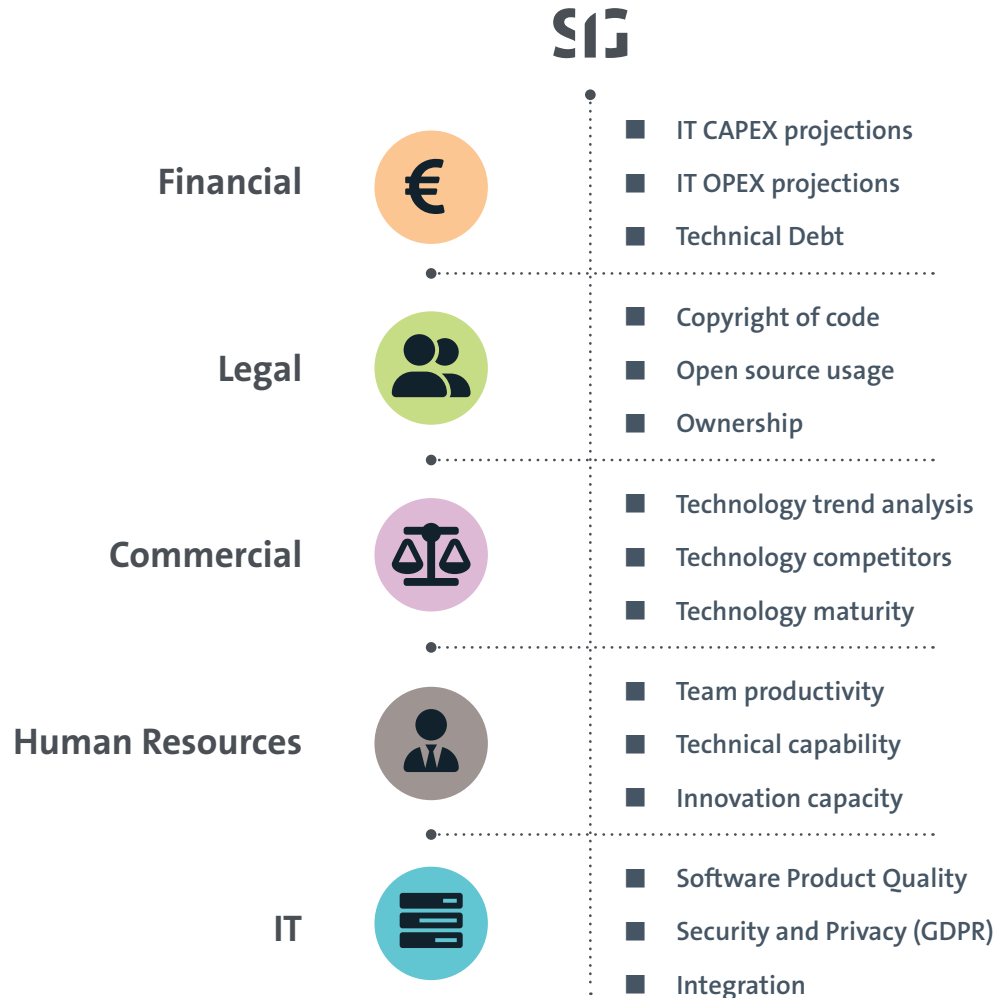 SIG
Financial
IT CAPEX projections
IT OPEX projections
Technical Debt
Legal
Copyright of code
Open source usage
Ownership
Commercial
Technology trend analysis
Technology competitors
Technology maturity
Human Resources
Team productivity
Technical capability
Innovation capacity
IT
Software Product Quality
Security and Privacy (GDPR)
Integration